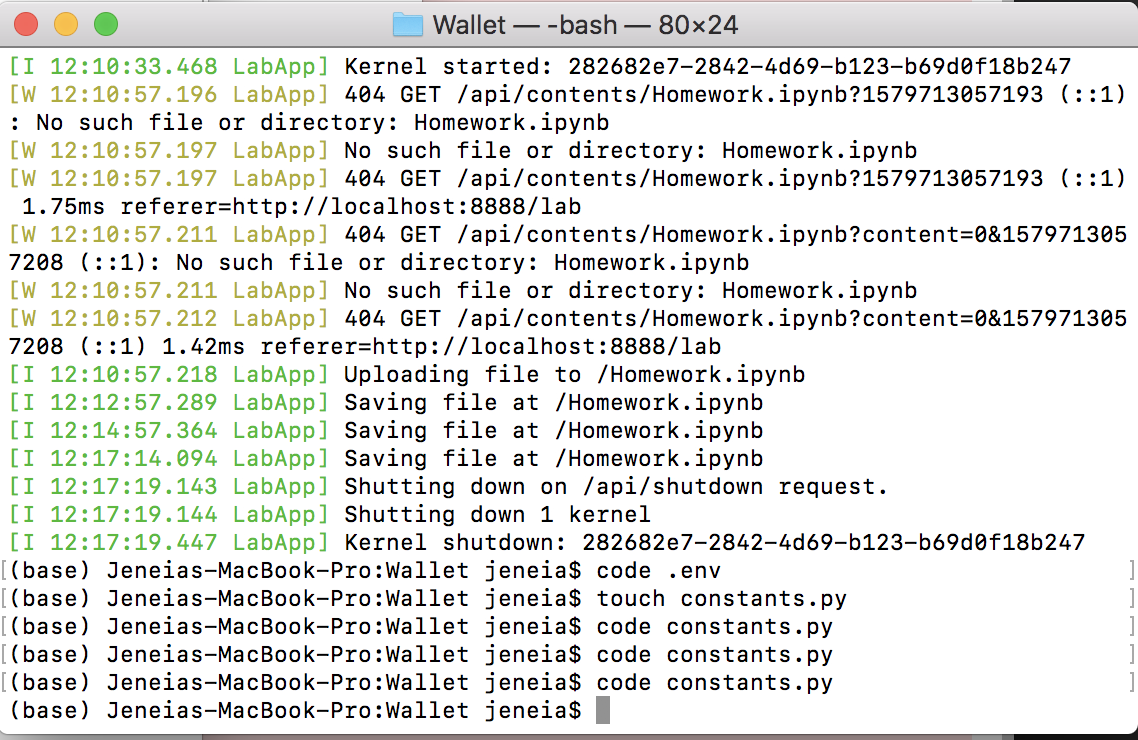 Wallet — -bash — 80×24
[I 12:10:33.468 LabApp] Kernel started: 282682e7-2842-4d69-b123-b69d0f18b247
[W 12:10:57.196 LabApp] 404 GET /api/contents/Homework.ipynb?1579713057193 (::1)
: No such file or directory: Homework.ipynb
[W 12:10:57.197 LabApp] No such file or directory: Homework.ipynb
[W 12:10:57.197 LabApp] 404 GET /api/contents/Homework.ipynb?1579713057193 (::1)
 1.75ms referer=http://localhost:8888/lab
[W 12:10:57.211 LabApp] 404 GET /api/contents/Homework.ipynb?content=0&157971305
7208 (::1): No such file or directory: Homework.ipynb
[W 12:10:57.211 LabApp] No such file or directory: Homework.ipynb
[W 12:10:57.212 LabApp] 404 GET /api/contents/Homework.ipynb?content=0&157971305
7208 (::1) 1.42ms referer=http://localhost:8888/lab
[I 12:10:57.218 LabApp] Uploading file to /Homework.ipynb
[I 12:12:57.289 LabApp] Saving file at /Homework.ipynb
[I 12:14:57.364 LabApp] Saving file at /Homework.ipynb
[I 12:17:14.094 LabApp] Saving file at /Homework.ipynb
[I 12:17:19.143 LabApp] Shutting down on /api/shutdown request.
[I 12:17:19.144 LabApp] Shutting down 1 kernel
[I 12:17:19.447 LabApp] Kernel shutdown: 282682e7-2842-4d69-b123-b69d0f18b247
[(base) Jeneias-MacBook-Pro:Wallet jeneia$ code .env ]
[(base) Jeneias-MacBook-Pro:Wallet jeneia$ touch constants.py ]
[(base) Jeneias-MacBook-Pro:Wallet jeneia$ code constants.py ]
[(base) Jeneias-MacBook-Pro:Wallet jeneia$ code constants.py ]
[(base) Jeneias-MacBook-Pro:Wallet jeneia$ code constants.py ]
(base) Jeneias-MacBook-Pro:Wallet jeneia$